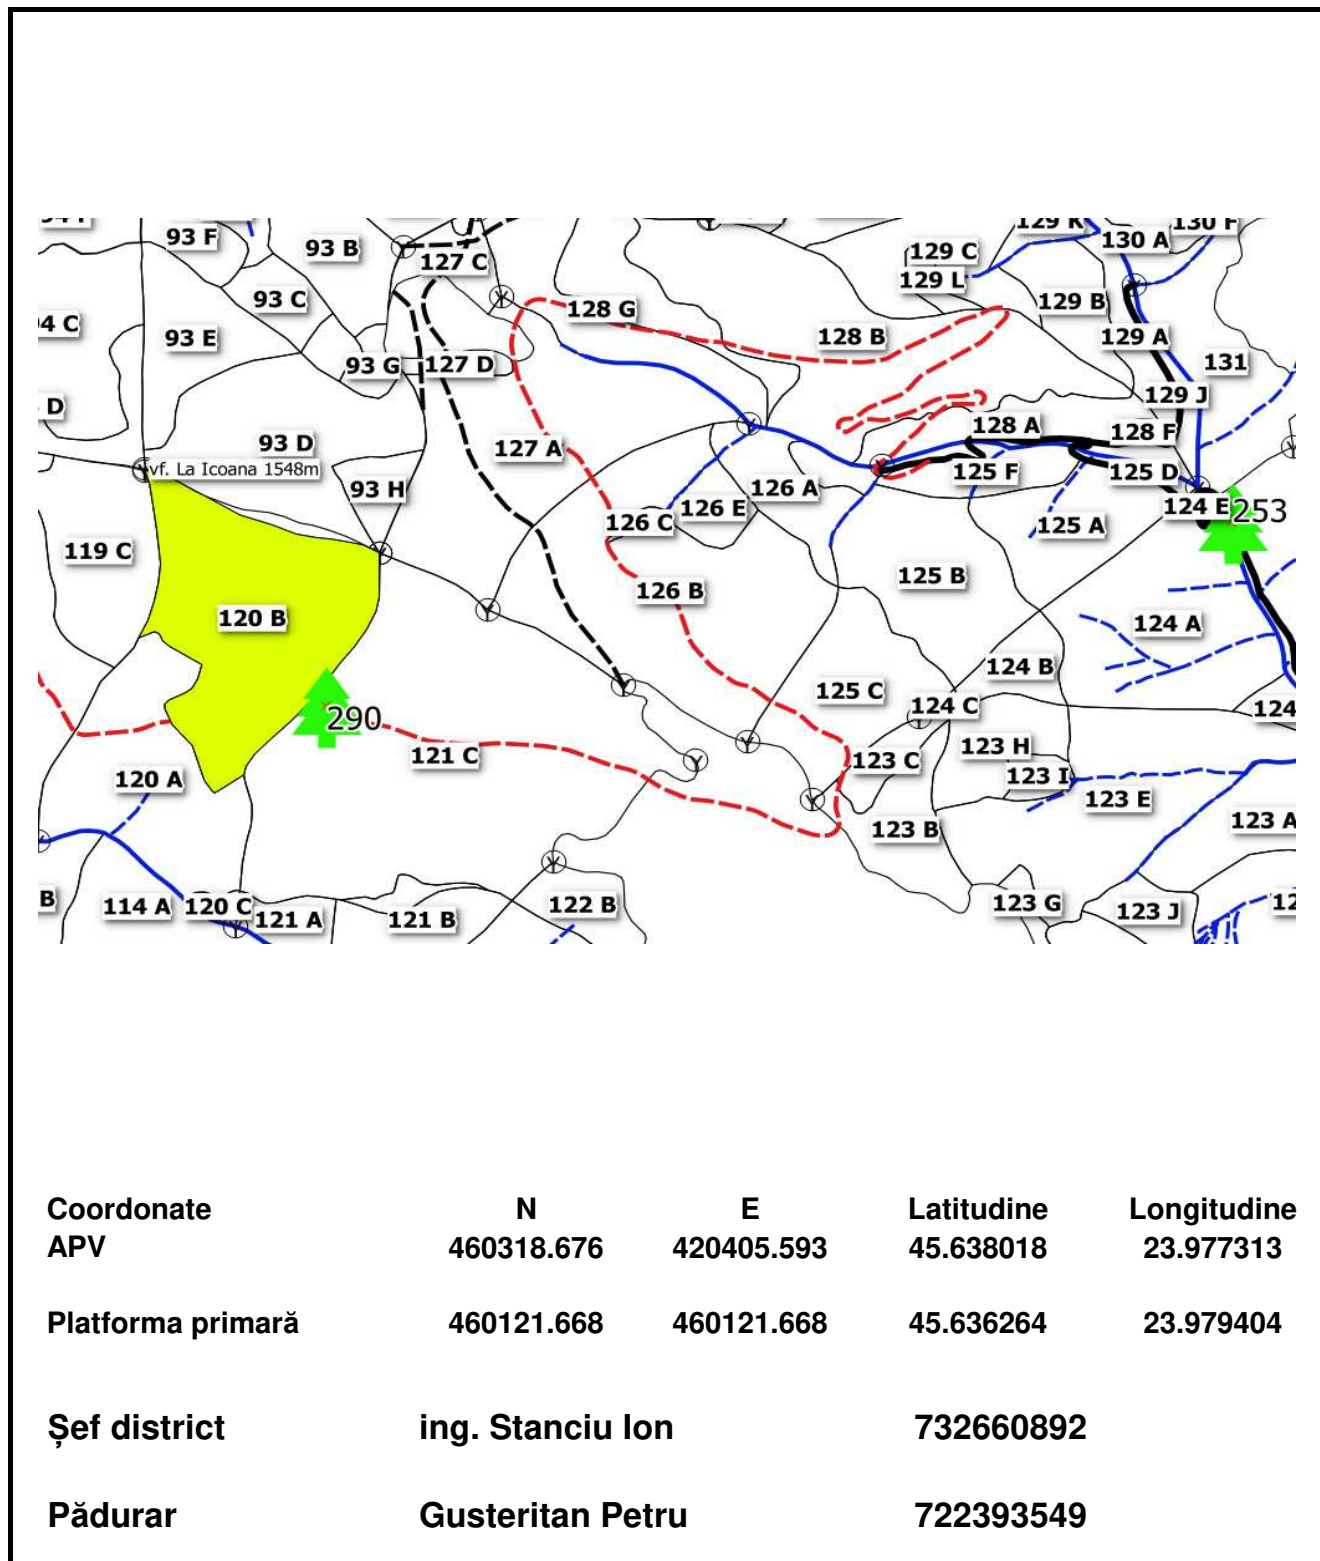 93 F
93 B
127 C
129 K
130 F
130 A
129 C
129 L
93 C
128 G
129 B
4 C
93 E
128 B
129 A
131
93 G
127 D
129 J
D
93 D
128 A
128 F
127 A
vf. La Icoana 1548m
125 F
125 D
93 H
126 A
126 E
124 E
253
126 C
125 A
119 C
125 B
126 B
120 B
124 A
124 B
125 C
124 C
124
290
121 C
123 H
123 C
123 I
120 A
123 E
123 B
123 A
B
114 A
120 C
121 A
121 B
122 B
123 G
123 J
12
Coordonate N E Latitudine Longitudine
APV 460318.676 420405.593 45.638018 23.977313
Platforma primară 460121.668 460121.668 45.636264 23.979404
Șef district ing. Stanciu Ion 732660892
Pădurar Gusteritan Petru 722393549